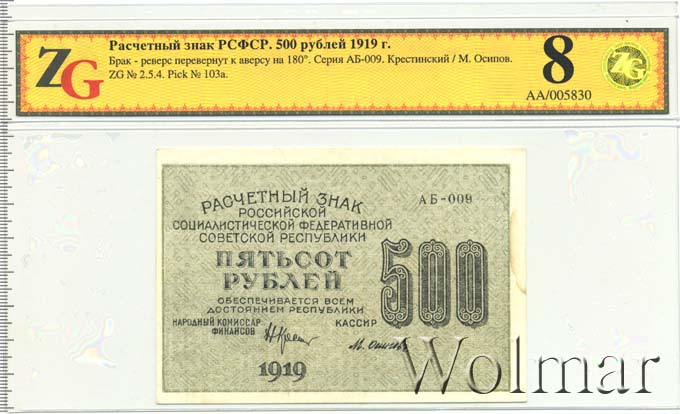 ZG
Расчетный знак РСФСР. 500 рублей 1919 г.
Брак - реверс перевернут к аверсу на 180°. Серия АБ-009. Крестинский / М. Осипов.
ZG № 2.5.4. Pick № 103a.
8
ZG
АА/005830
РАСЧЕТНЫЙ ЗНАК
РОССИЙСКОЙ
СОЦИАЛИСТИЧЕСКОЙ ФЕДЕРАТИВНОЙ
СОВЕТСКОЙ РЕСПУБЛИКИ
АБ-009
ПЯТЬСОТ
РУБЛЕЙ
500
ОБЕСПЕЧИВАЕТСЯ ВСЕМ
ДОСТОЯНИЕМ РЕСПУБЛИКИ
НАРОДНЫЙ КОМИССАР
ФИНАНСОВ
КАССИР
М. Осипов
1919
Wolmar